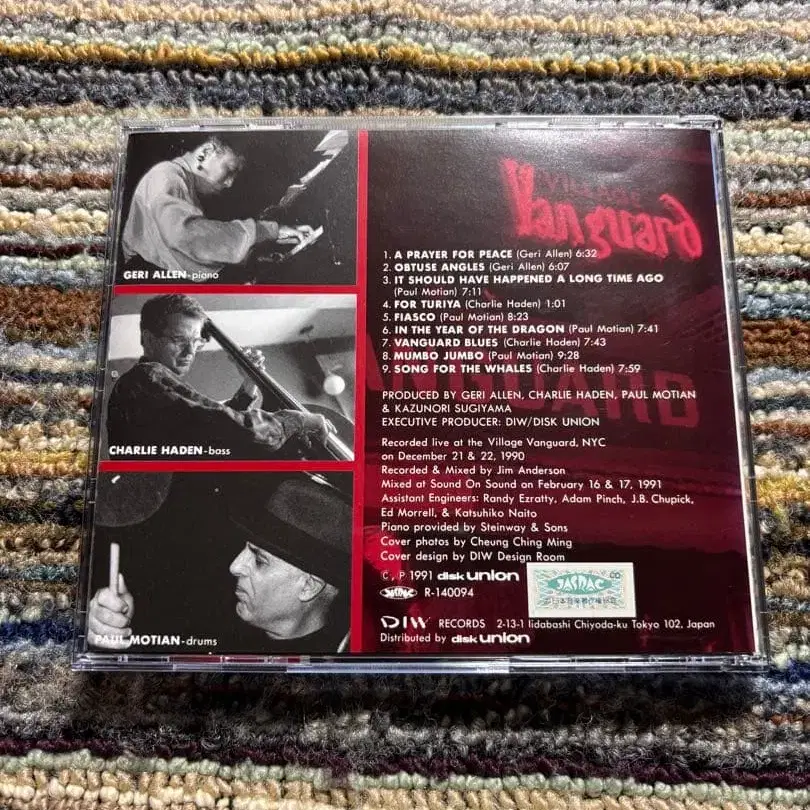 VILLAGE
Vanguard
GERI ALLEN-piano
CHARLIE HADEN-bass
PAUL MOTIAN-drums
1. A PRAYER FOR PEACE (Geri Allen) 6:32
2. OBTUSE ANGLES (Geri Allen) 6:07
3. IT SHOULD HAVE HAPPENED A LONG TIME AGO
(Paul Motian) 7:11
4. FOR TURIYA (Charlie Haden) 1:01
5. FIASCO (Paul Motian) 8:23
6. IN THE YEAR OF THE DRAGON (Paul Motian) 7:41
7. VANGUARD BLUES (Charlie Haden) 7:43
8. MUMBO JUMBO (Paul Motian) 9:28
9. SONG FOR THE WHALES (Charlie Haden) 7:59
PRODUCED BY GERI ALLEN, CHARLIE HADEN, PAUL MOTIAN
& KAZUNORI SUGIYAMA
EXECUTIVE PRODUCER: DIW/DISK UNION
Recorded live at the Village Vanguard, NYC
on December 21 & 22, 1990
Recorded & Mixed by Jim Anderson
Mixed at Sound On Sound on February 16 & 17, 1991
Assistant Engineers: Randy Ezratty, Adam Pinch, J.B. Chupick,
Ed Morrell, & Katsuhiko Naito
Piano provided by Steinway & Sons
Cover photos by Cheung Ching Ming
Cover design by DIW Design Room
©, ℗ 1991 disk union
JASRAC R-140094
JASRAC CD
DIW RECORDS 2-13-1 Iidabashi Chiyoda-ku Tokyo 102, Japan
Distributed by disk union